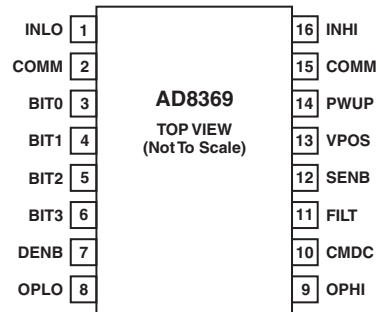 INLO 1
COMM 2
BIT0 3
BIT1 4
BIT2 5
BIT3 6
DENB 7
OPLO 8
AD8369
TOP VIEW
(Not To Scale)
16 INHI
15 COMM
14 PWUP
13 VPOS
12 SENB
11 FILT
10 CMDC
9 OPHI